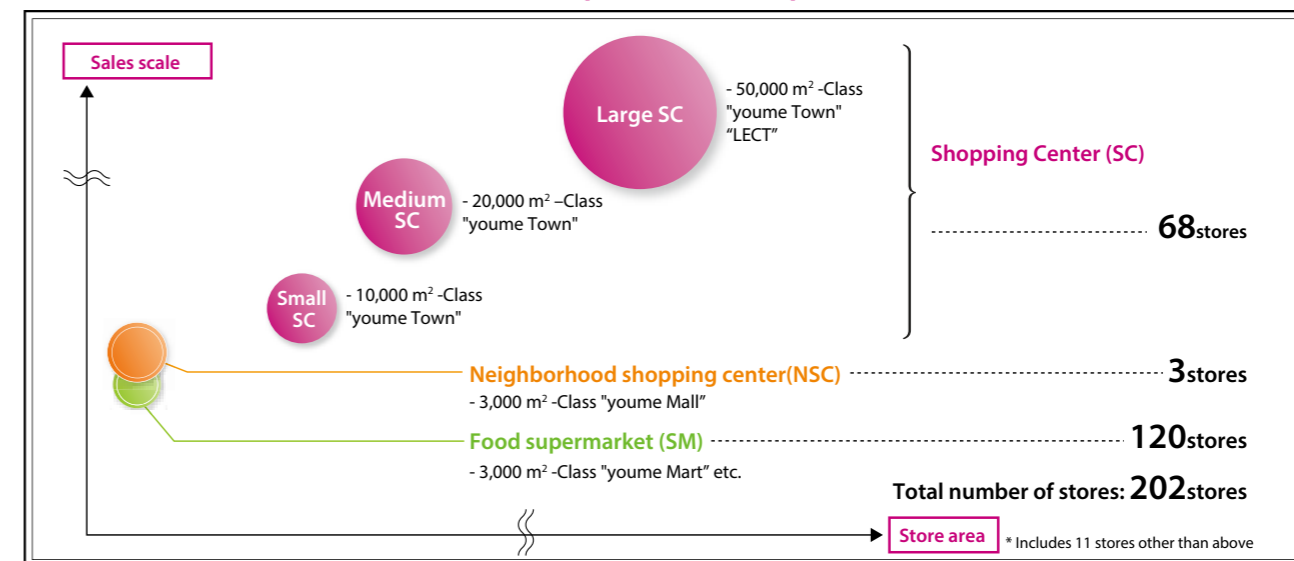 Sales scale
Large SC
- 50,000 m² -Class
"youme Town"
“LECT”
Shopping Center (SC)
68stores
Medium
SC
- 20,000 m² –Class
"youme Town"
Small
SC
- 10,000 m² -Class
"youme Town"
Neighborhood shopping center(NSC)
3stores
- 3,000 m² -Class "youme Mall”
Food supermarket (SM)
120stores
- 3,000 m² -Class "youme Mart” etc.
Total number of stores: 202stores
Store area
* Includes 11 stores other than above